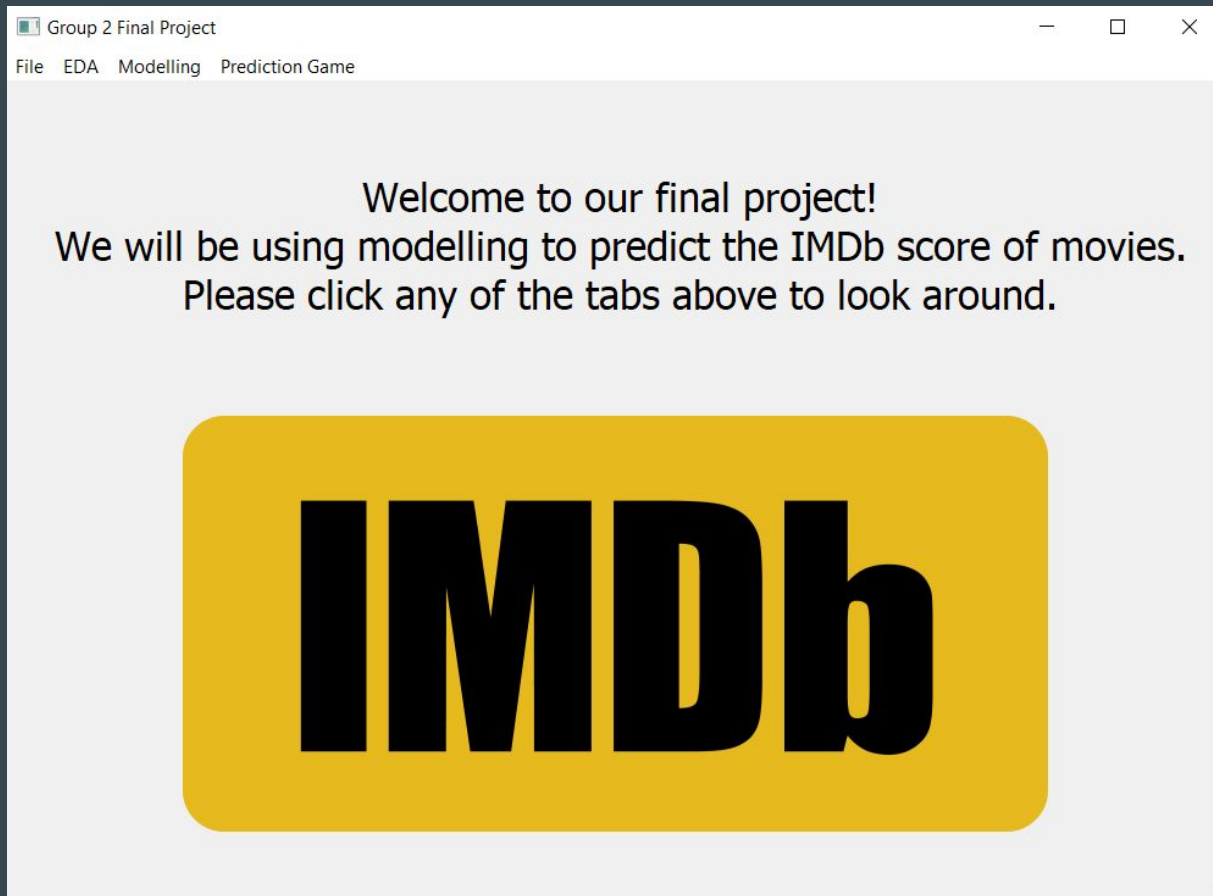 Group 2 Final Project
File EDA Modelling Prediction Game
Welcome to our final project!
We will be using modelling to predict the IMDb score of movies.
Please click any of the tabs above to look around.
IMDb